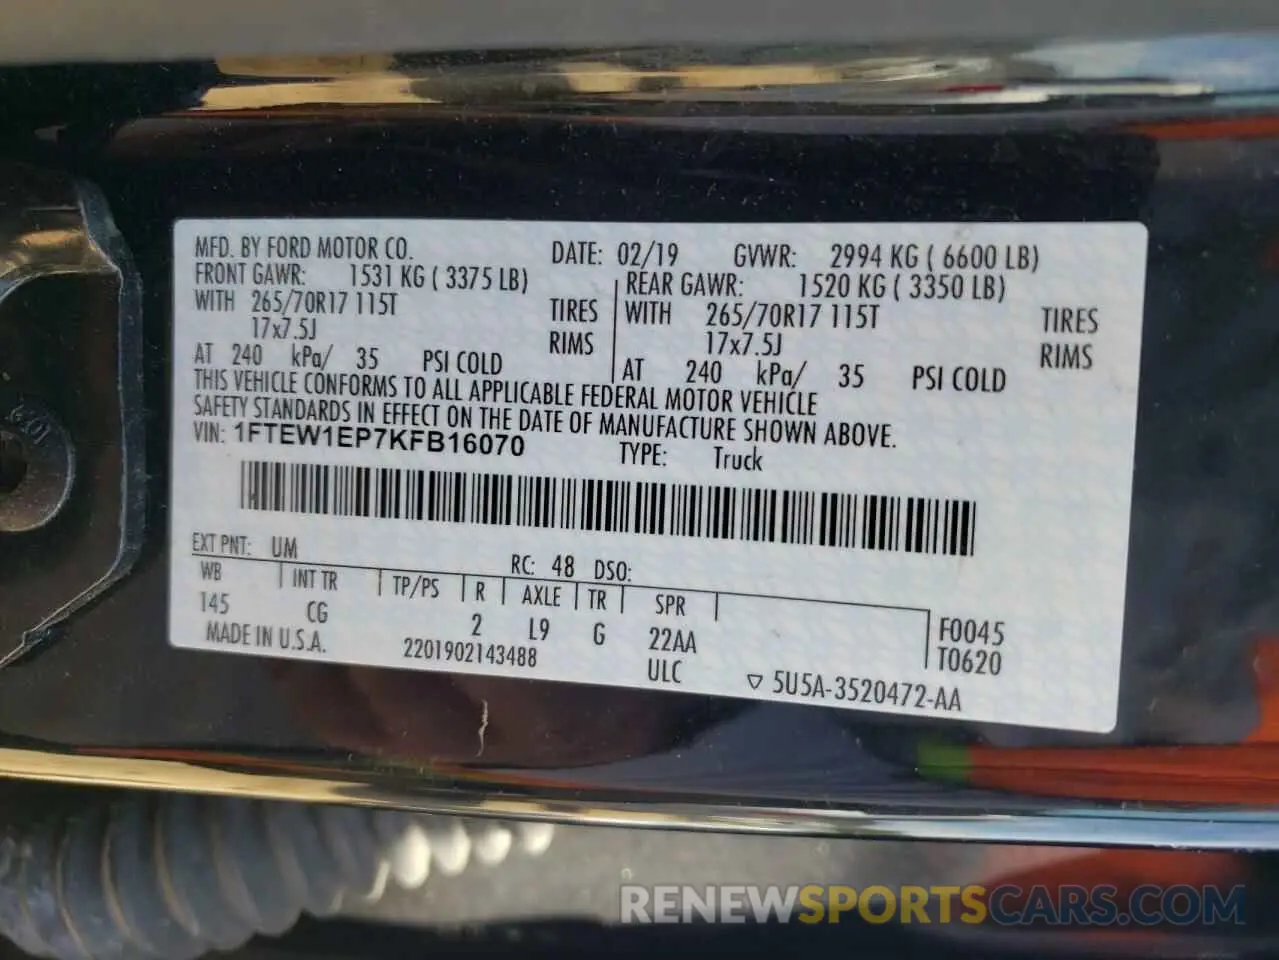 MFD. BY FORD MOTOR CO. DATE: 02/19 GVWR: 2994 KG ( 6600 LB)
FRONT GAWR: 1531 KG ( 3375 LB) REAR GAWR: 1520 KG ( 3350 LB)
WITH 265/70R17 115T TIRES WITH 265/70R17 115T TIRES
17x7.5J RIMS 17x7.5J RIMS
AT 240 kPa/ 35 PSI COLD AT 240 kPa/ 35 PSI COLD
THIS VEHICLE CONFORMS TO ALL APPLICABLE FEDERAL MOTOR VEHICLE
SAFETY STANDARDS IN EFFECT ON THE DATE OF MANUFACTURE SHOWN ABOVE.
VIN: 1FTEW1EP7KFB16070 TYPE: Truck
EXT PNT: UM RC: 48 DSO:
WB INT TR TP/PS R AXLE TR SPR
145 CG 2 L9 G 22AA F0045
MADE IN U.S.A. 2201902143488 ULC T0620
▽ 5U5A-3520472-AA
RENEWSPORTSCARS.COM